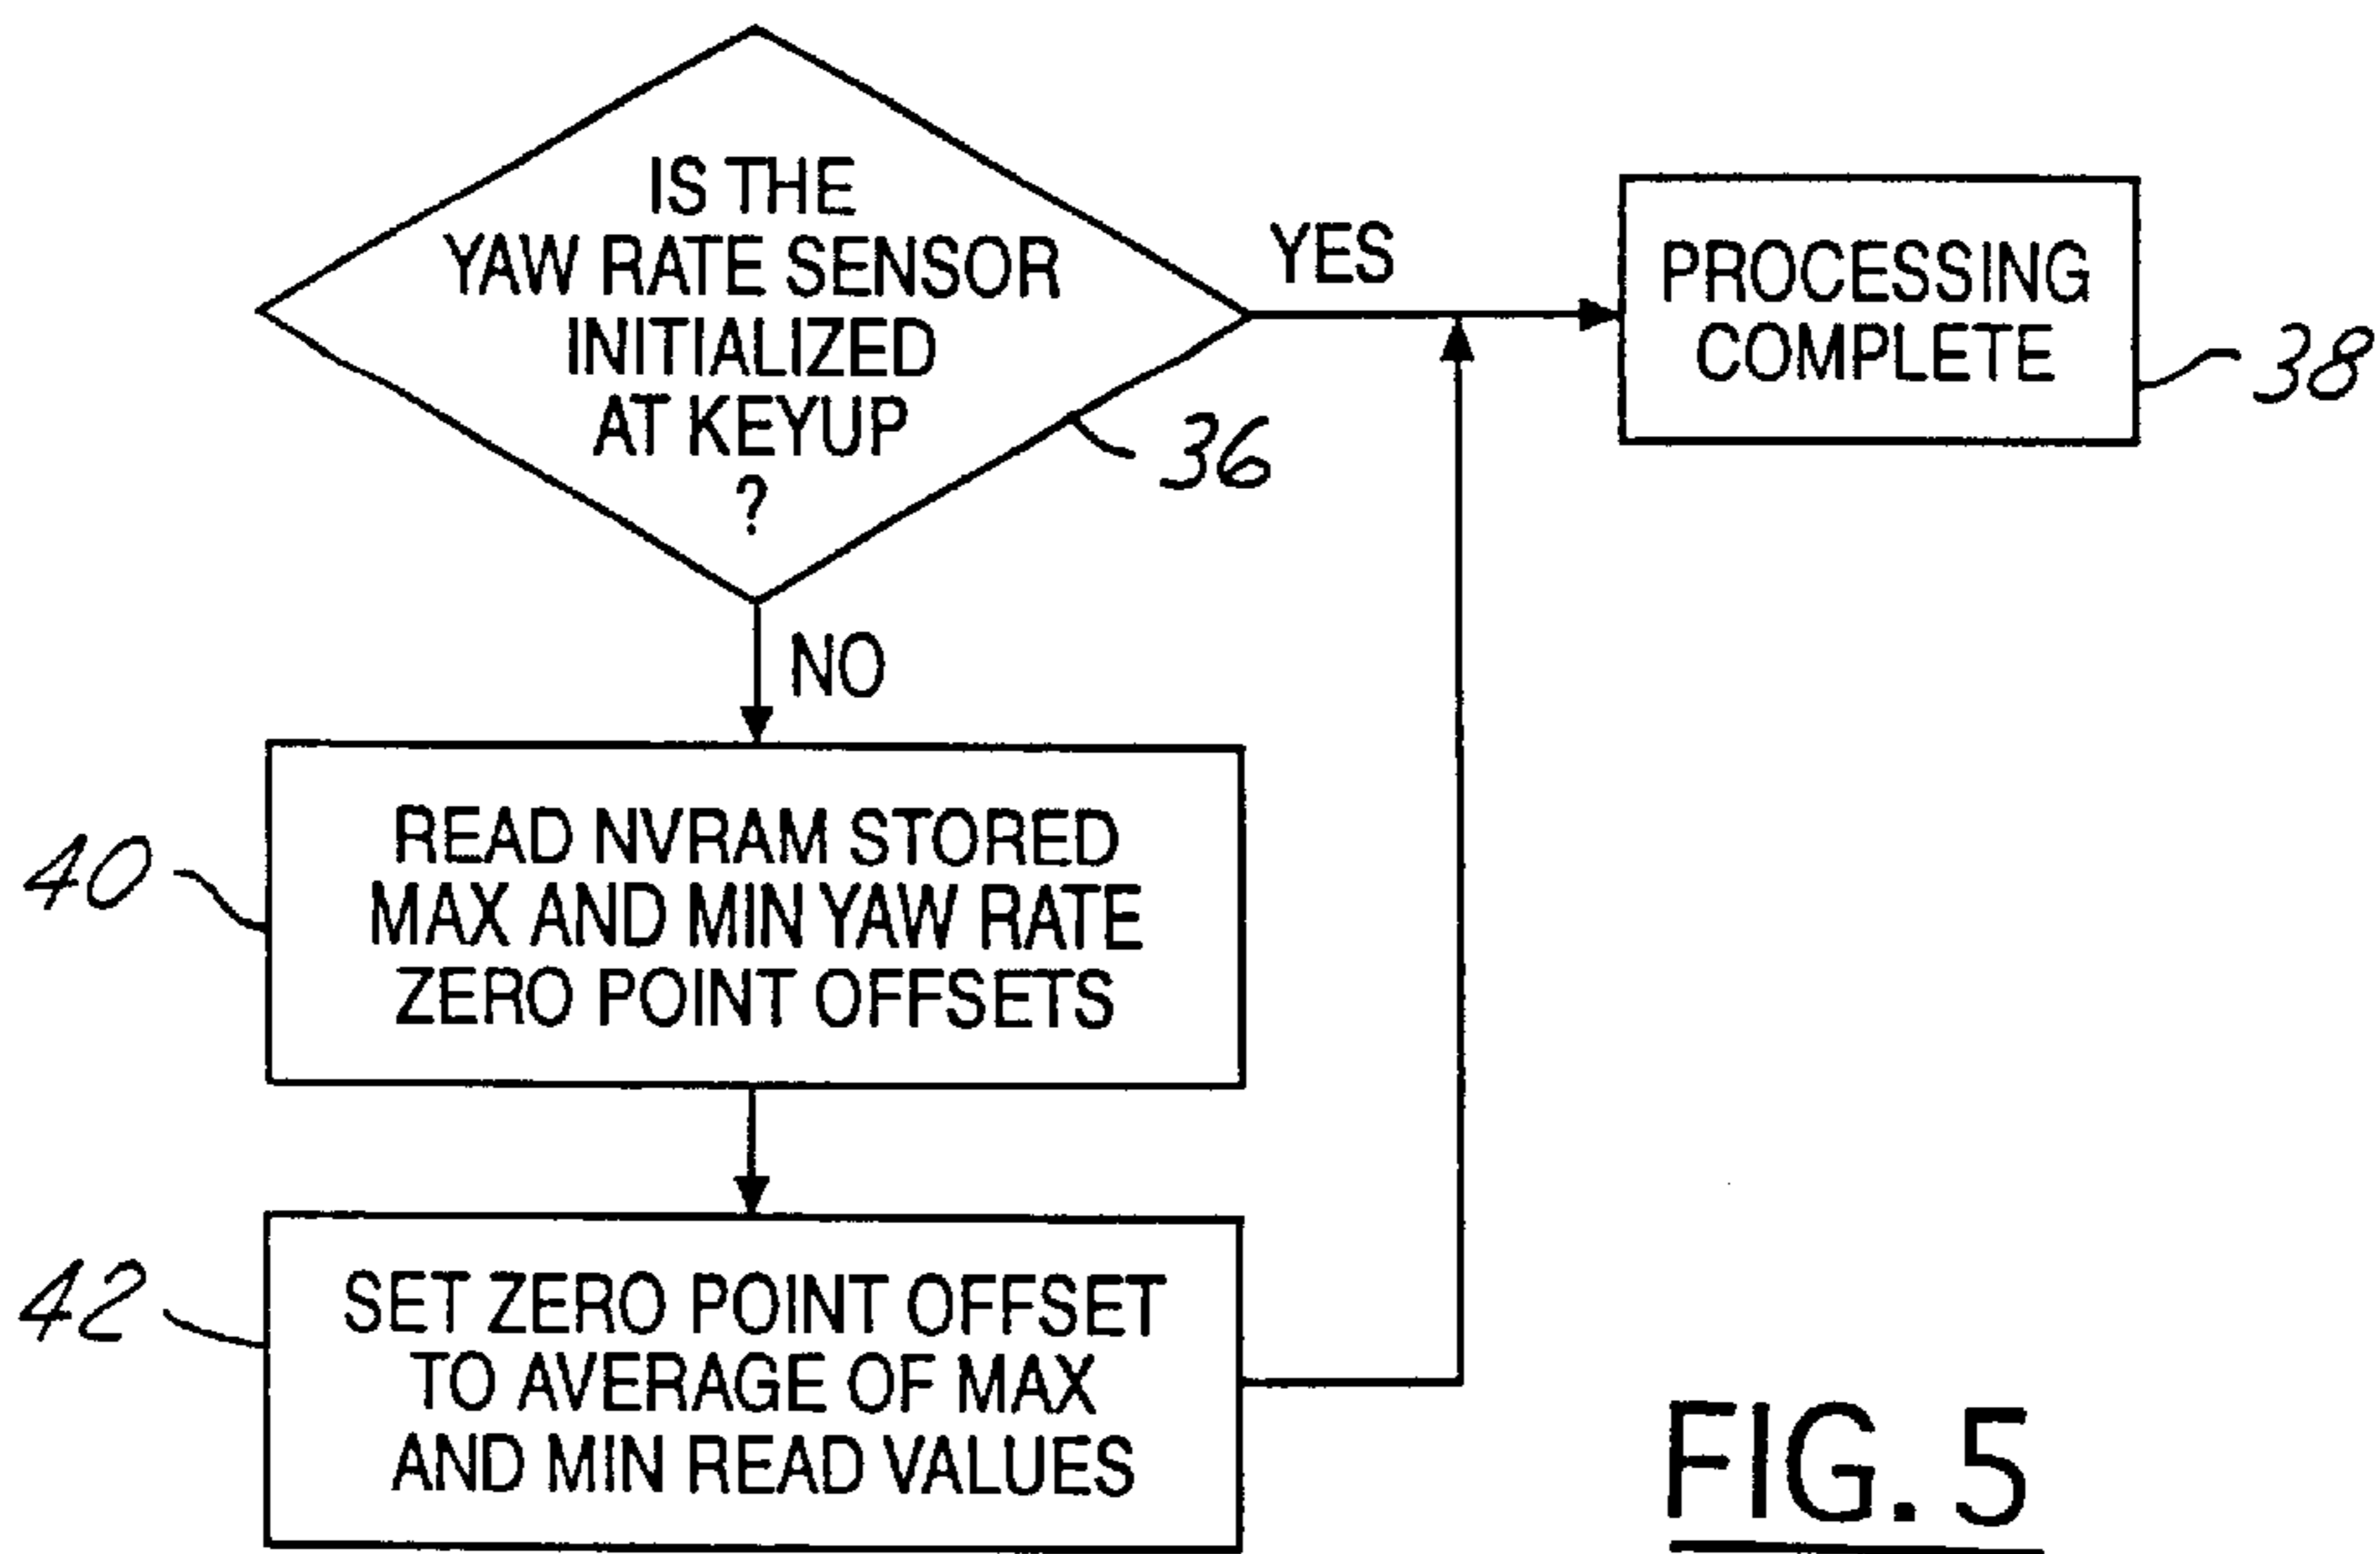 IS THE
YAW RATE SENSOR
INITIALIZED
AT KEYUP
?
36
YES
PROCESSING
COMPLETE
38
NO
40
READ NVRAM STORED
MAX AND MIN YAW RATE
ZERO POINT OFFSETS
42
SET ZERO POINT OFFSET
TO AVERAGE OF MAX
AND MIN READ VALUES
FIG. 5